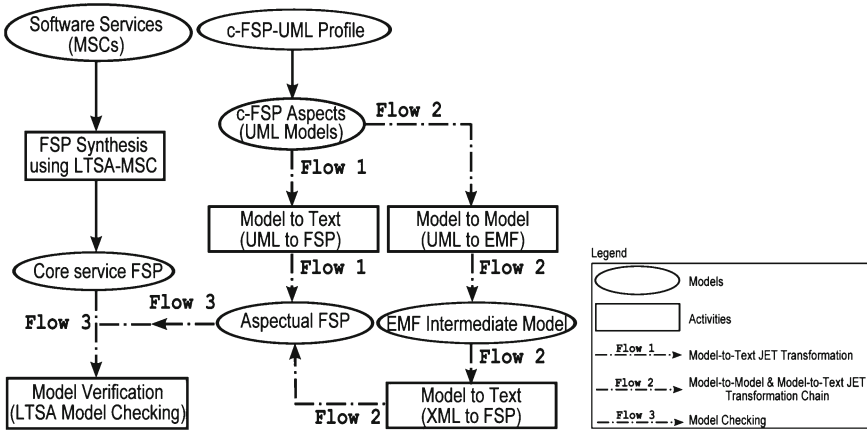 Software Services
(MSCs)
c-FSP-UML Profile
c-FSP Aspects
(UML Models)
Flow 2
FSP Synthesis
using LTSA-MSC
Flow 1
Model to Text
(UML to FSP)
Model to Model
(UML to EMF)
Flow 1
Flow 2
Core service FSP
Flow 3
Flow 3
Aspectual FSP
EMF Intermediate Model
Flow 2
Model Verification
(LTSA Model Checking)
Flow 2
Model to Text
(XML to FSP)
Legend
Models
Activities
Flow 1
Model-to-Text JET Transformation
Flow 2
Model-to-Model & Model-to-Text JET
Transformation Chain
Flow 3
Model Checking